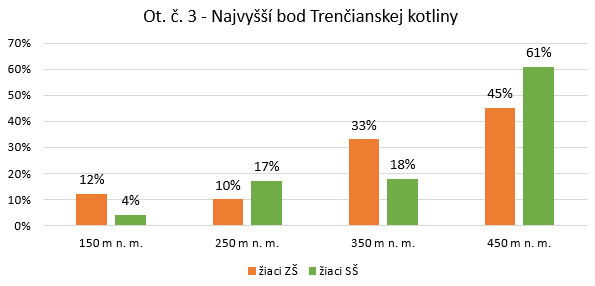 Ot. č. 3 - Najvyšší bod Trenčianskej kotliny
70%
60%
50%
40%
30%
20%
10%
0%
12%
4%
10%
17%
33%
18%
45%
61%
150 m n. m.
250 m n. m.
350 m n. m.
450 m n. m.
žiaci ZŠ
žiaci SŠ